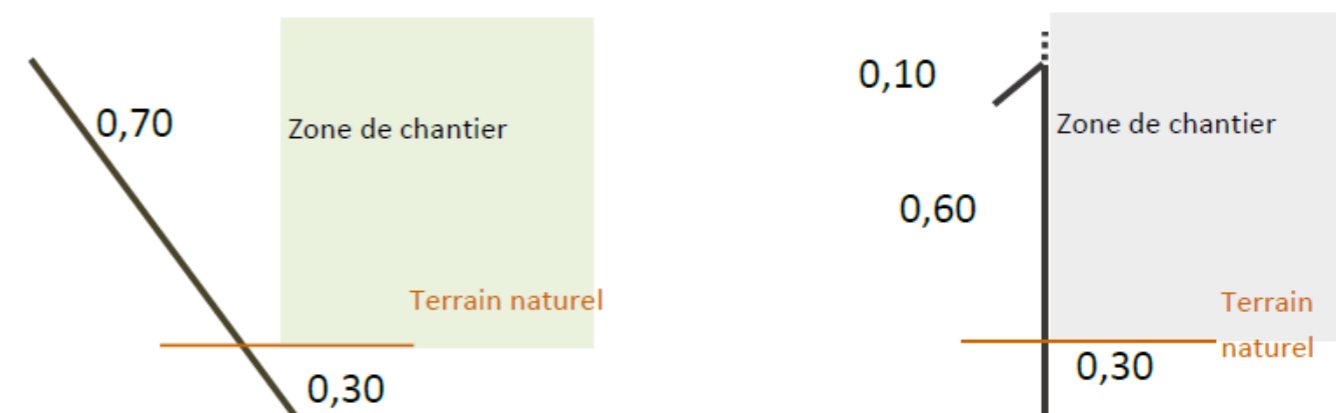 0,70
Zone de chantier
Terrain naturel
0,30
0,10
Zone de chantier
0,60
Terrain
naturel
0,30